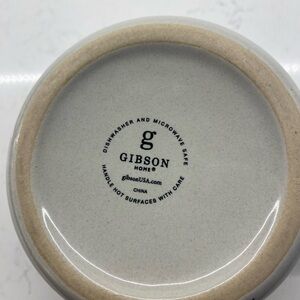 DISHWASHER AND MICROWAVE SAFE
g
GIBSON
HOME®
gibsonUSA.com
CHINA
HANDLE HOT SURFACES WITH CARE